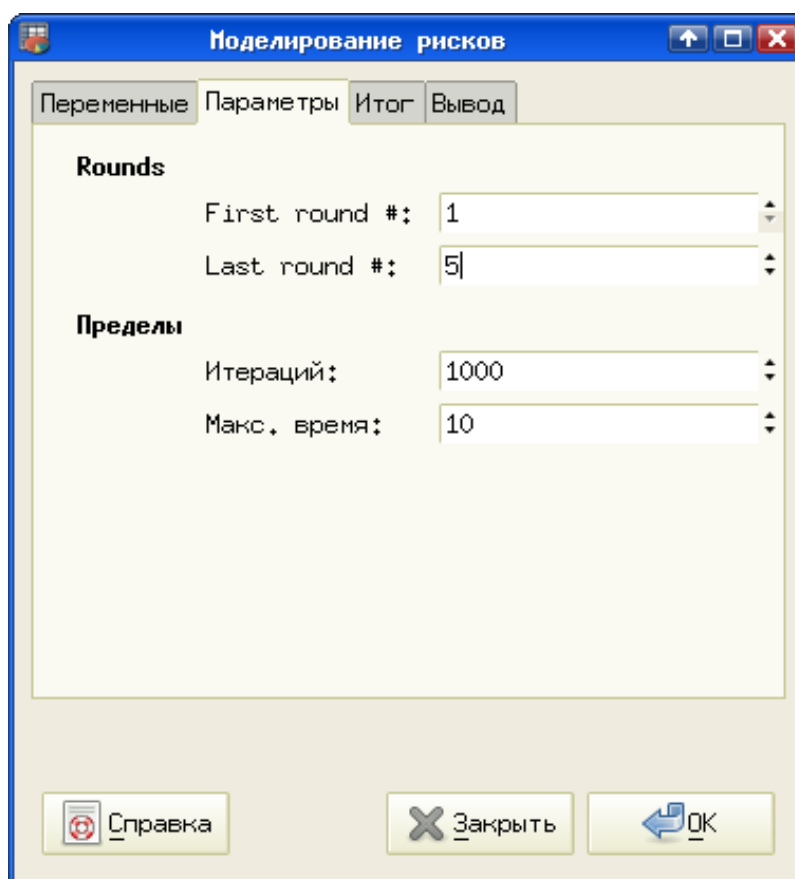 Моделирование рисков
Переменные Параметры Итог Вывод
Rounds
First round #: 1
Last round #: 5
Пределы
Итераций: 1000
Макс. время: 10
Справка Закрыть OK